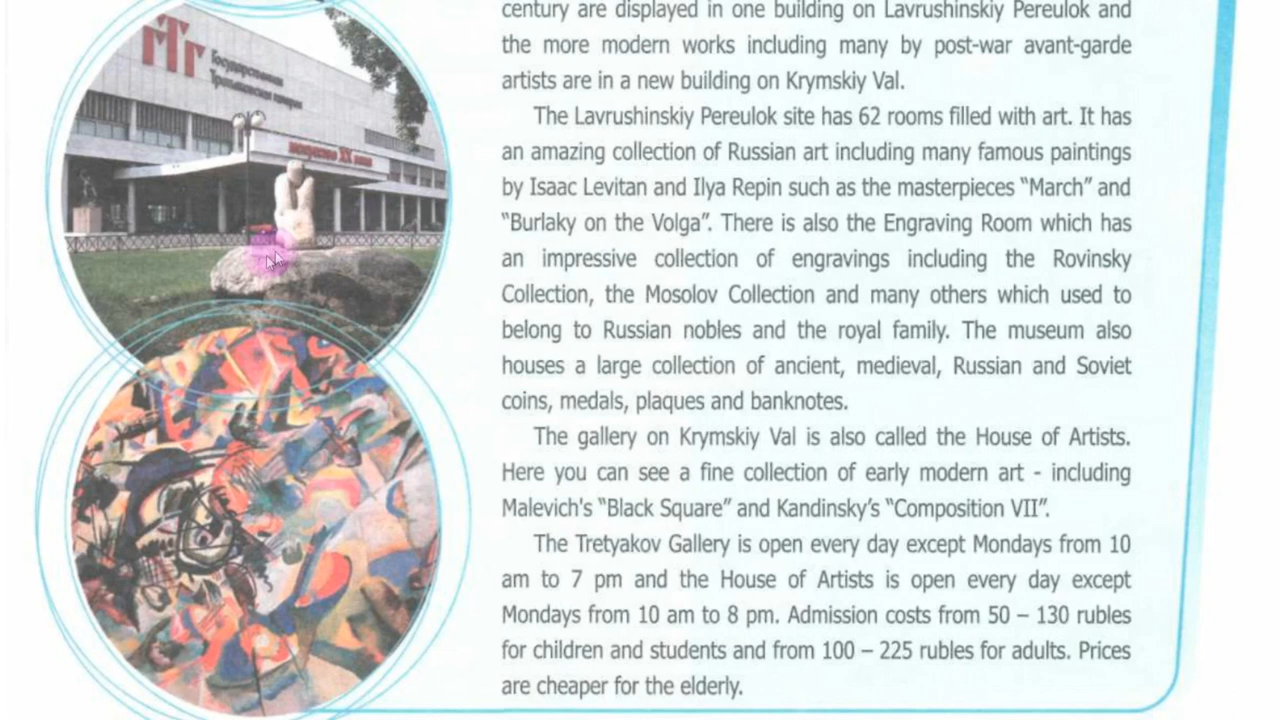 Государственная
Третьяковская галерея
искусство XX века
century are displayed in one building on Lavrushinskiy Pereulok and
the more modern works including many by post-war avant-garde
artists are in a new building on Krymskiy Val.
The Lavrushinskiy Pereulok site has 62 rooms filled with art. It has
an amazing collection of Russian art including many famous paintings
by Isaac Levitan and Ilya Repin such as the masterpieces “March” and
“Burlaky on the Volga”. There is also the Engraving Room which has
an impressive collection of engravings including the Rovinsky
Collection, the Mosolov Collection and many others which used to
belong to Russian nobles and the royal family. The museum also
houses a large collection of ancient, medieval, Russian and Soviet
coins, medals, plaques and banknotes.
The gallery on Krymskiy Val is also called the House of Artists.
Here you can see a fine collection of early modern art - including
Malevich's “Black Square” and Kandinsky’s “Composition VII”.
The Tretyakov Gallery is open every day except Mondays from 10
am to 7 pm and the House of Artists is open every day except
Mondays from 10 am to 8 pm. Admission costs from 50 – 130 rubles
for children and students and from 100 – 225 rubles for adults. Prices
are cheaper for the elderly.